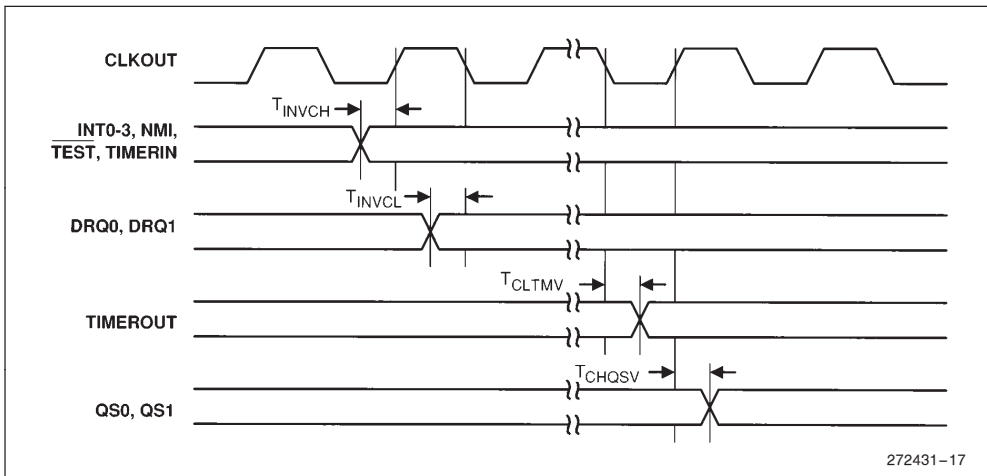 CLKOUT
TINVCH
INT0-3, NMI,
TEST, TIMERIN
TINVCL
DRQ0, DRQ1
TCLTMV
TIMEROUT
TCHQSV
QS0, QS1
272431–17